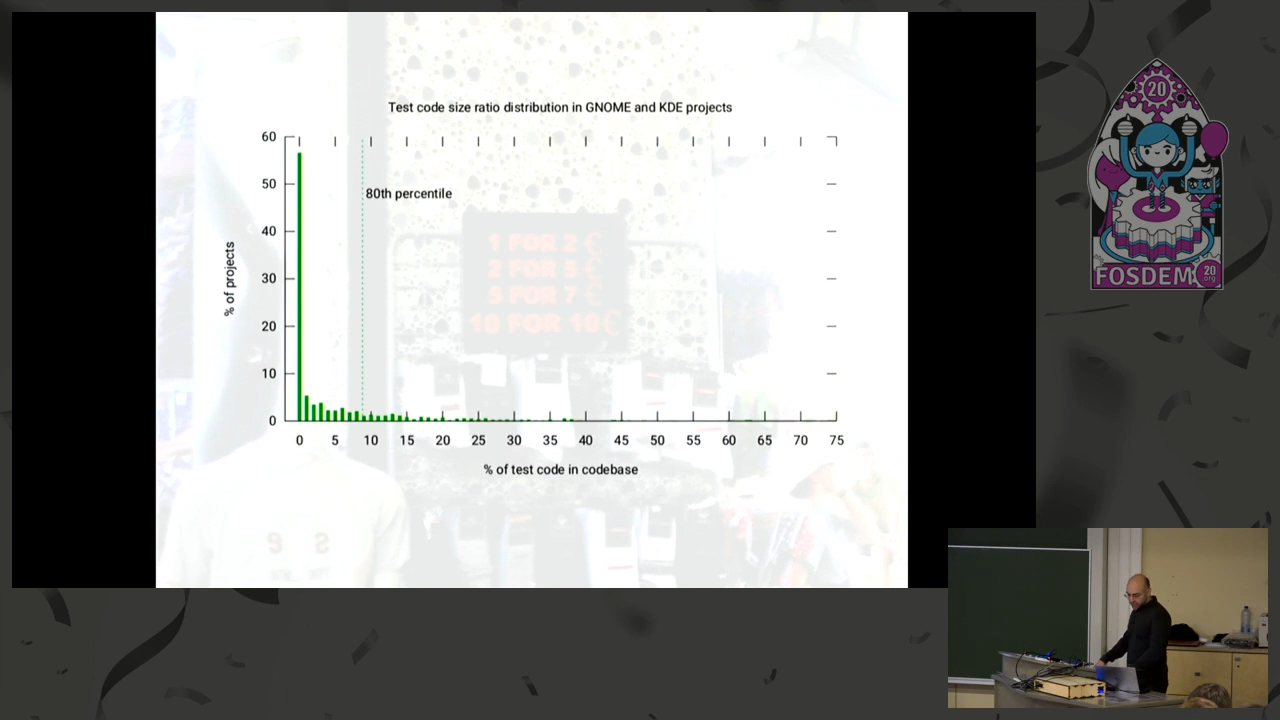 Test code size ratio distribution in GNOME and KDE projects
60
50
40
30
20
10
0
% of projects
80th percentile
0 5 10 15 20 25 30 35 40 45 50 55 60 65 70 75
% of test code in codebase
1 FOR 2 €
2 FOR 5 €
5 FOR 7 €
10 FOR 10 €
9 2
20
FOSDEM
20
.org